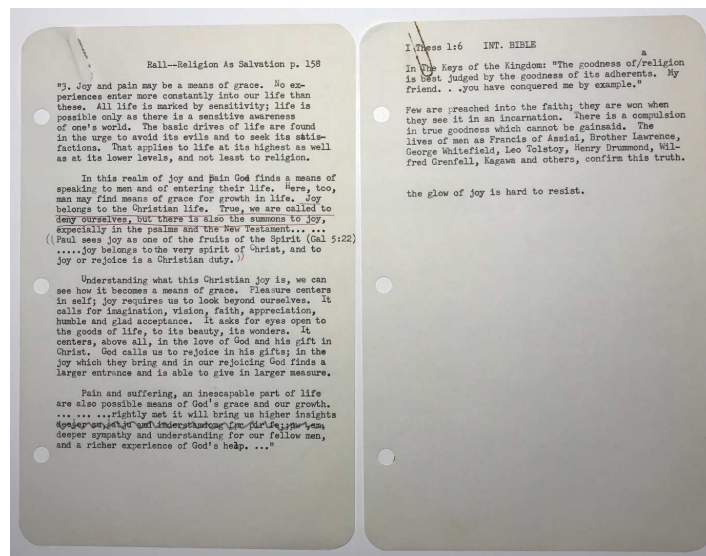 Rall--Religion As Salvation p. 158
"3. Joy and pain may be a means of grace. No ex-
periences enter more constantly into our life than
these. All life is marked by sensitivity; life is
possible only as there is a sensitive awareness
of one's world. The basic drives of life are found
in the urge to avoid its evils and to seek its satis-
factions. That applies to life at its highest as well
as at its lower levels, and not least to religion.
In this realm of joy and pain God finds a means of
speaking to men and of entering their life. Here, too,
man may find means of grace for growth in life. Joy
belongs to the Christian life. True, we are called to
deny ourselves, but there is also the summons to joy,
expecially in the psalms and the New Testament... ...
((Paul sees joy as one of the fruits of the Spirit (Gal 5:22)
.....joy belongs to the very spirit of Christ, and to
joy or rejoice is a Christian duty.))
Understanding what this Christian joy is, we can
see how it becomes a means of grace. Pleasure centers
in self; joy requires us to look beyond ourselves. It
calls for imagination, vision, faith, appreciation,
humble and glad acceptance. It asks for eyes open to
the goods of life, to its beauty, its wonders. It
centers, above all, in the love of God and his gift in
Christ. God calls us to rejoice in his gifts; in the
joy which they bring and in our rejoicing God finds a
larger entrance and is able to give in larger measure.
Pain and suffering, an inescapable part of life
are also possible means of God's grace and our growth.
... ... ...rightly met it will bring us higher insights
deeper sympathy and understanding for our fellow men,
and a richer experience of God's help. ..."
I Thess 1:6 INT. BIBLE
a
In The Keys of the Kingdom: "The goodness of/religion
is best judged by the goodness of its adherents. My
friend. . .you have conquered me by example."
Few are preached into the faith; they are won when
they see it in an incarnation. There is a compulsion
in true goodness which cannot be gainsaid. The
lives of men as Francis of Assisi, Brother Lawrence,
George Whitefield, Leo Tolstoy, Henry Drummond, Wil-
fred Grenfell, Kagawa and others, confirm this truth.
the glow of joy is hard to resist.